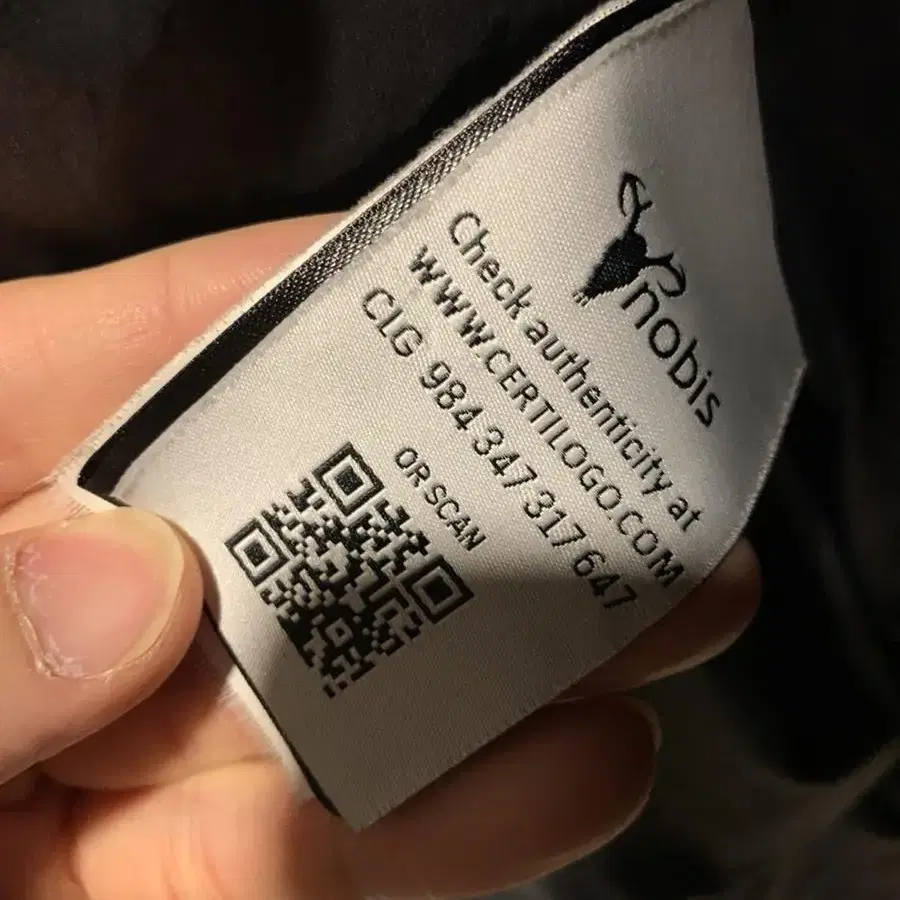 nobis
Check authenticity at
WWW.CERTILOGO.COM
CLG 984 347 317 647
OR SCAN